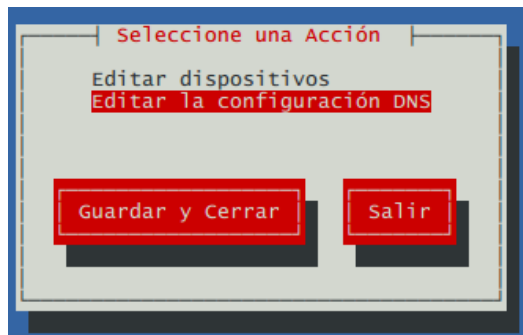 Seleccione una Acción
Editar dispositivos
Editar la configuración DNS
Guardar y Cerrar Salir